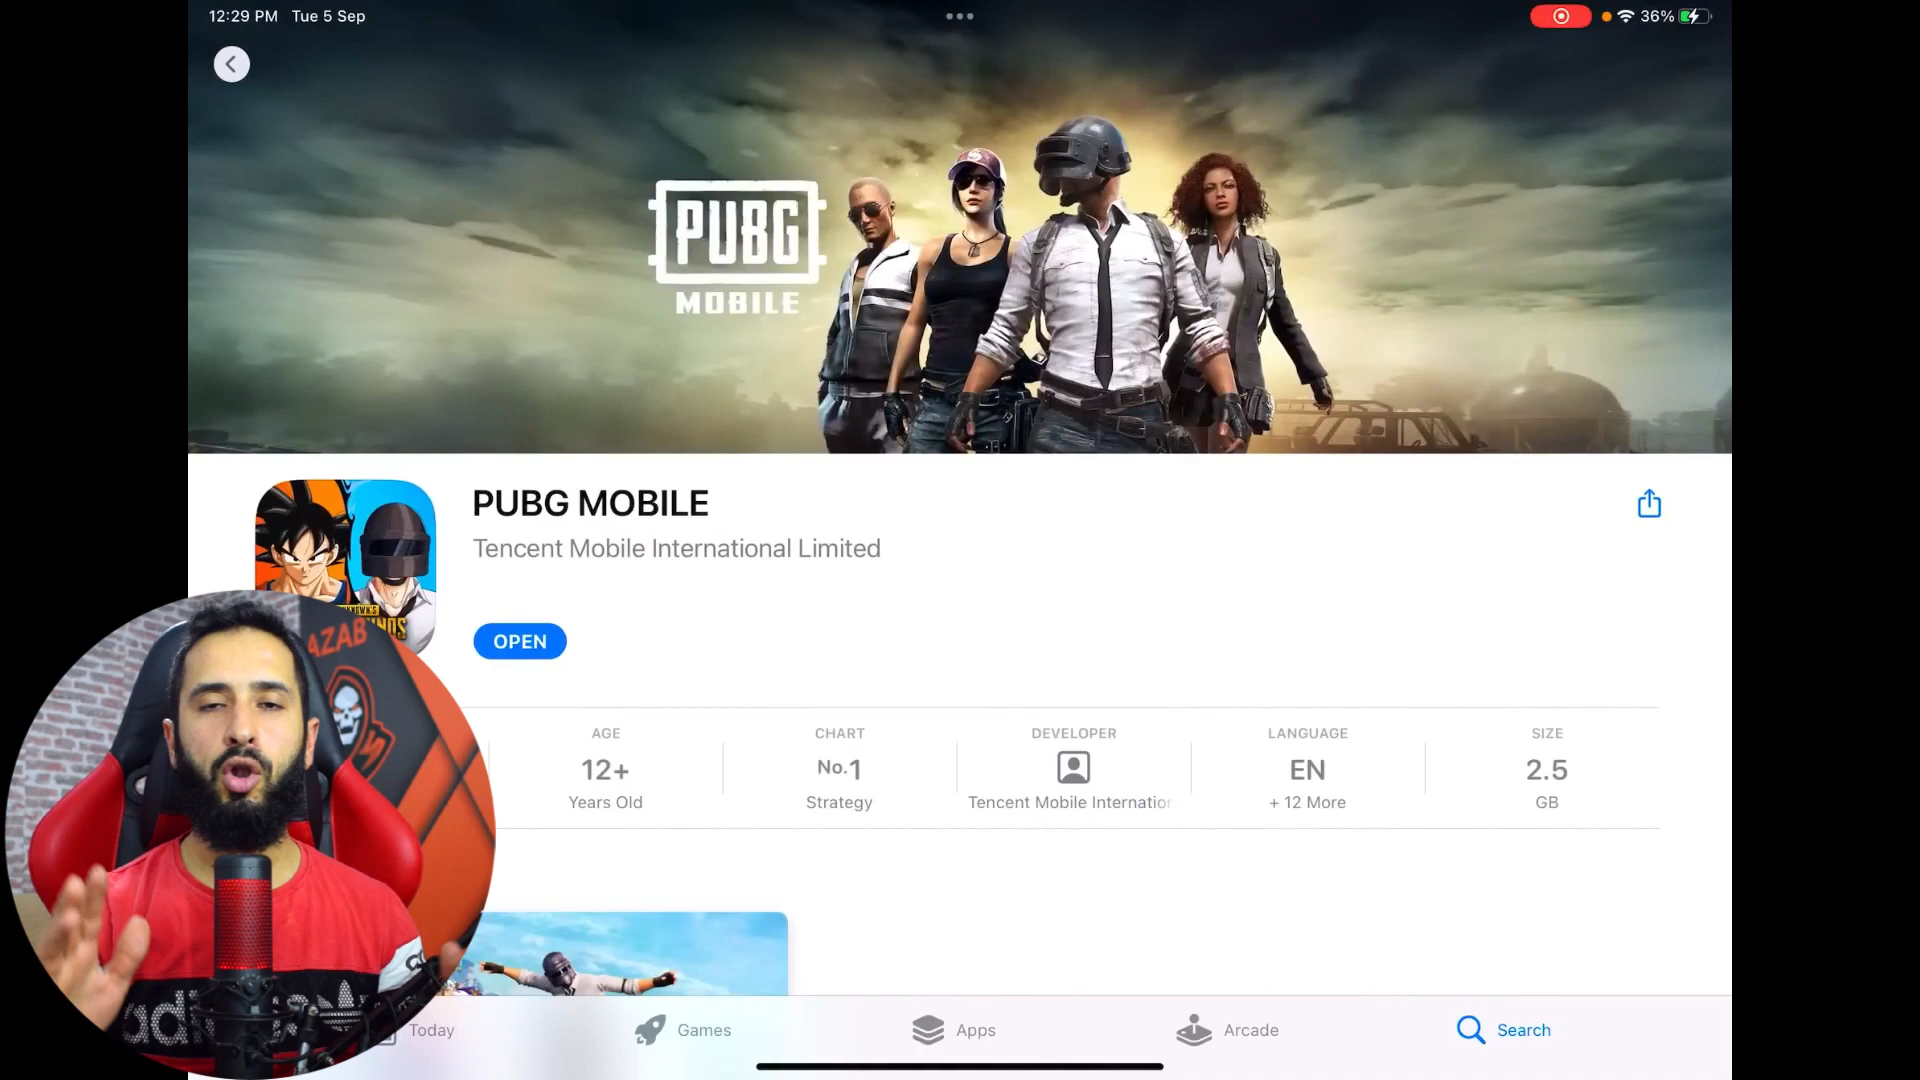 12:29 PM Tue 5 Sep
36%
PUBG
MOBILE
PUBG MOBILE
Tencent Mobile International Limited
OPEN
AZAB
AGE
12+
Years Old
CHART
No.1
Strategy
DEVELOPER
Tencent Mobile Internation
LANGUAGE
EN
+ 12 More
SIZE
2.5
GB
Today
Games
Apps
Arcade
Search